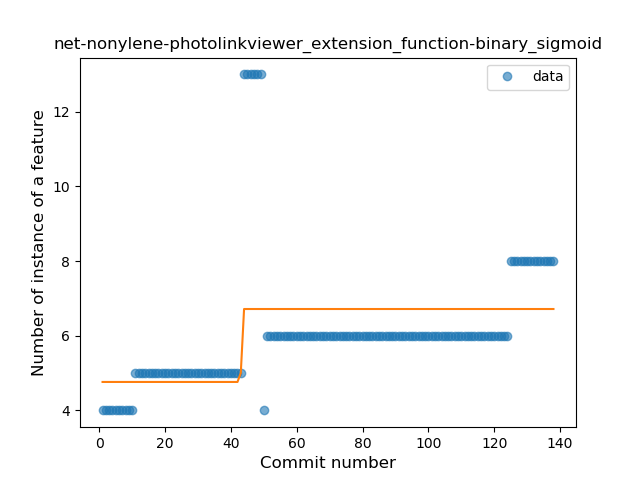 net-nonylene-photolinkviewer_extension_function-binary_sigmoid
data
Number of instance of a feature
12
10
8
6
4
0 20 40 60 80 100 120 140
Commit number